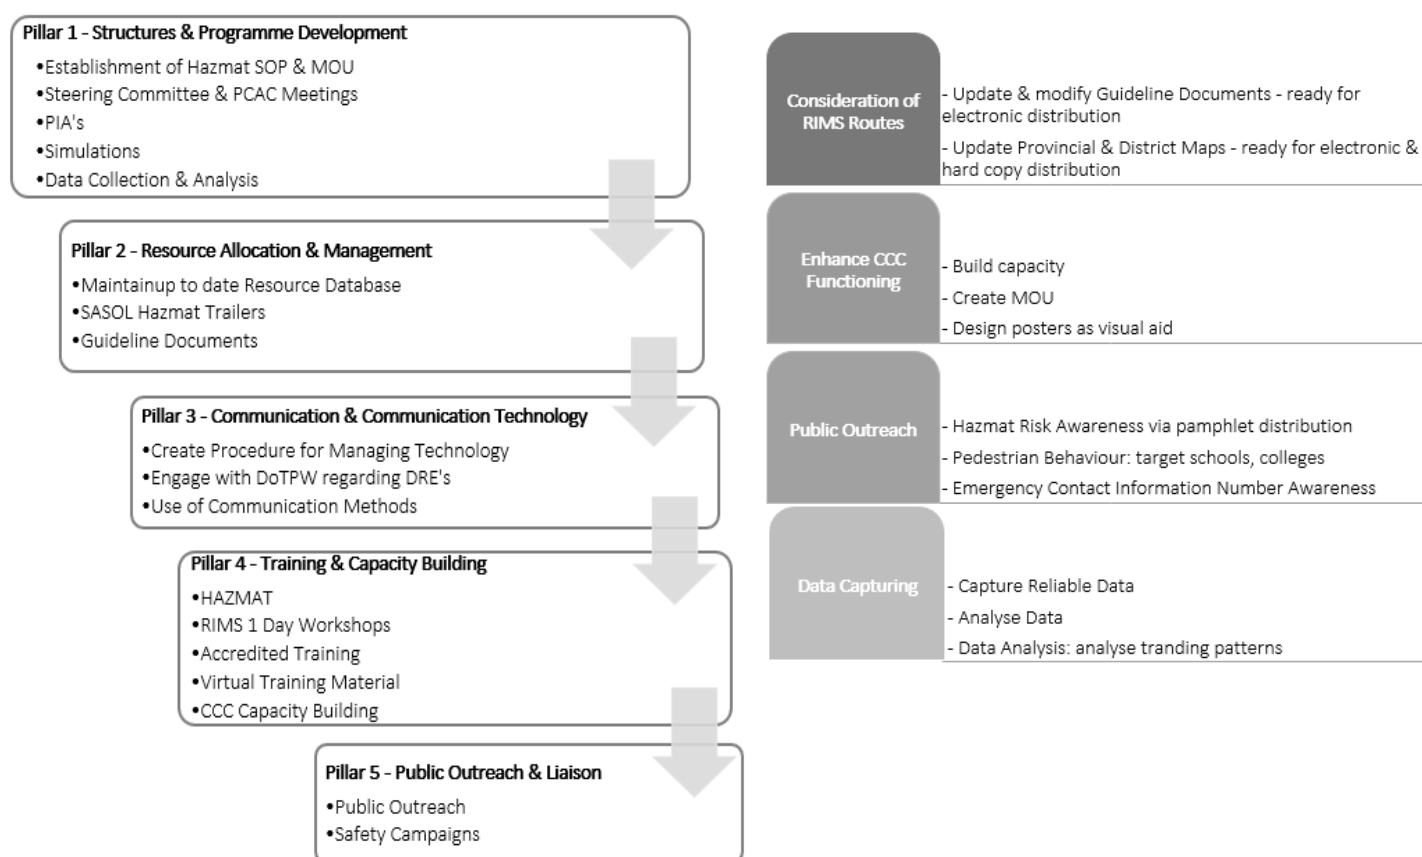 Pillar 1 - Structures & Programme Development
•Establishment of Hazmat SOP & MOU
•Steering Committee & PCAC Meetings
•PIA's
•Simulations
•Data Collection & Analysis
Pillar 2 - Resource Allocation & Management
•Maintainup to date Resource Database
•SASOL Hazmat Trailers
•Guideline Documents
Pillar 3 - Communication & Communication Technology
•Create Procedure for Managing Technology
•Engage with DoTPW regarding DRE's
•Use of Communication Methods
Pillar 4 - Training & Capacity Building
•HAZMAT
•RIMS 1 Day Workshops
•Accredited Training
•Virtual Training Material
•CCC Capacity Building
Pillar 5 - Public Outreach & Liaison
•Public Outreach
•Safety Campaigns
Consideration of
RIMS Routes
- Update & modify Guideline Documents - ready for
electronic distribution
- Update Provincial & District Maps - ready for electronic &
hard copy distribution
Enhance CCC
Functioning
- Build capacity
- Create MOU
- Design posters as visual aid
Public Outreach
- Hazmat Risk Awareness via pamphlet distribution
- Pedestrian Behaviour: target schools, colleges
- Emergency Contact Information Number Awareness
Data Capturing
- Capture Reliable Data
- Analyse Data
- Data Analysis: analyse tranding patterns